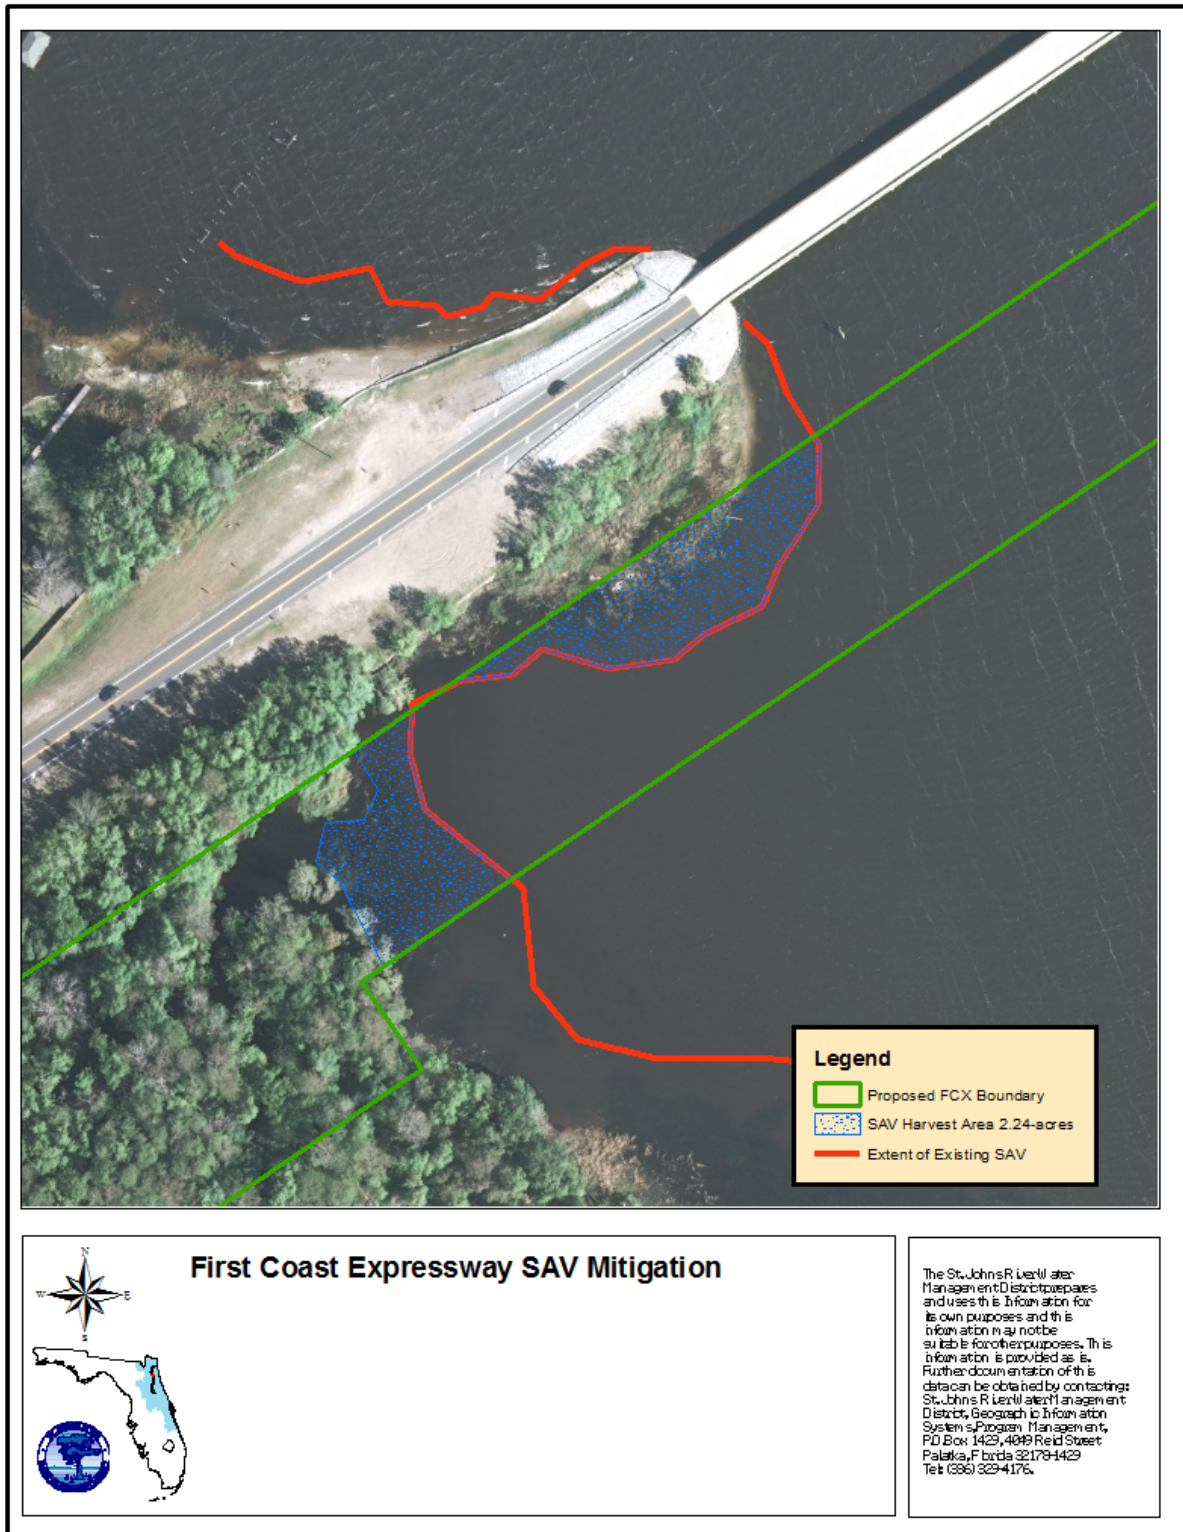 Legend
Proposed FCX Boundary
SAV Harvest Area 2.24-acres
Extent of Existing SAV
N
W
E
S
First Coast Expressway SAV Mitigation
The St. Johns River Water
Management District prepares
and uses this information for
its own purposes and this
information may not be
suitable for other purposes. This
information is provided as is.
Further documentation of this
data can be obtained by contacting:
St. Johns River Water Management
District, Geographic Information
Systems, Program Management,
P.O. Box 1429, 4049 Reid Street
Palatka, Florida 32178-1429
Tel: (386) 329-4176.